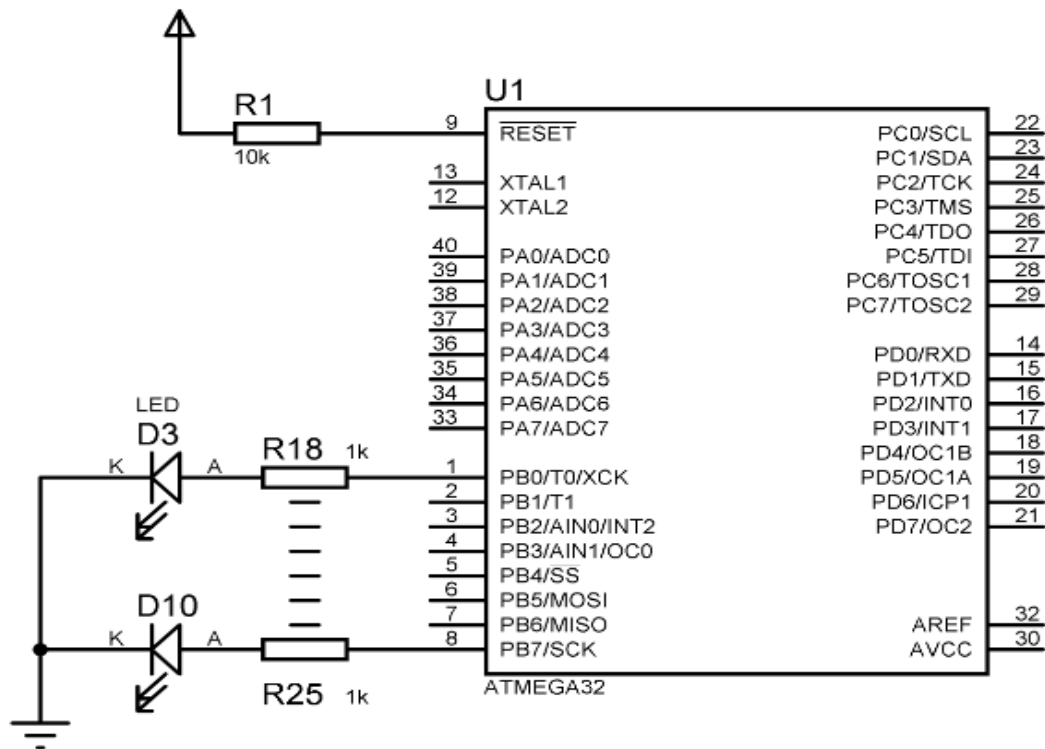 U1
R1
10k
9
RESET
13
XTAL1
12
XTAL2
40
PA0/ADC0
39
PA1/ADC1
38
PA2/ADC2
37
PA3/ADC3
36
PA4/ADC4
35
PA5/ADC5
34
PA6/ADC6
33
PA7/ADC7
1
PB0/T0/XCK
2
PB1/T1
3
PB2/AIN0/INT2
4
PB3/AIN1/OC0
5
PB4/SS
6
PB5/MOSI
7
PB6/MISO
8
PB7/SCK
PC0/SCL
22
PC1/SDA
23
PC2/TCK
24
PC3/TMS
25
PC4/TDO
26
PC5/TDI
27
PC6/TOSC1
28
PC7/TOSC2
29
PD0/RXD
14
PD1/TXD
15
PD2/INT0
16
PD3/INT1
17
PD4/OC1B
18
PD5/OC1A
19
PD6/ICP1
20
PD7/OC2
21
AREF
32
AVCC
30
ATMEGA32
LED
D3
K
A
R18
1k
D10
K
A
R25
1k